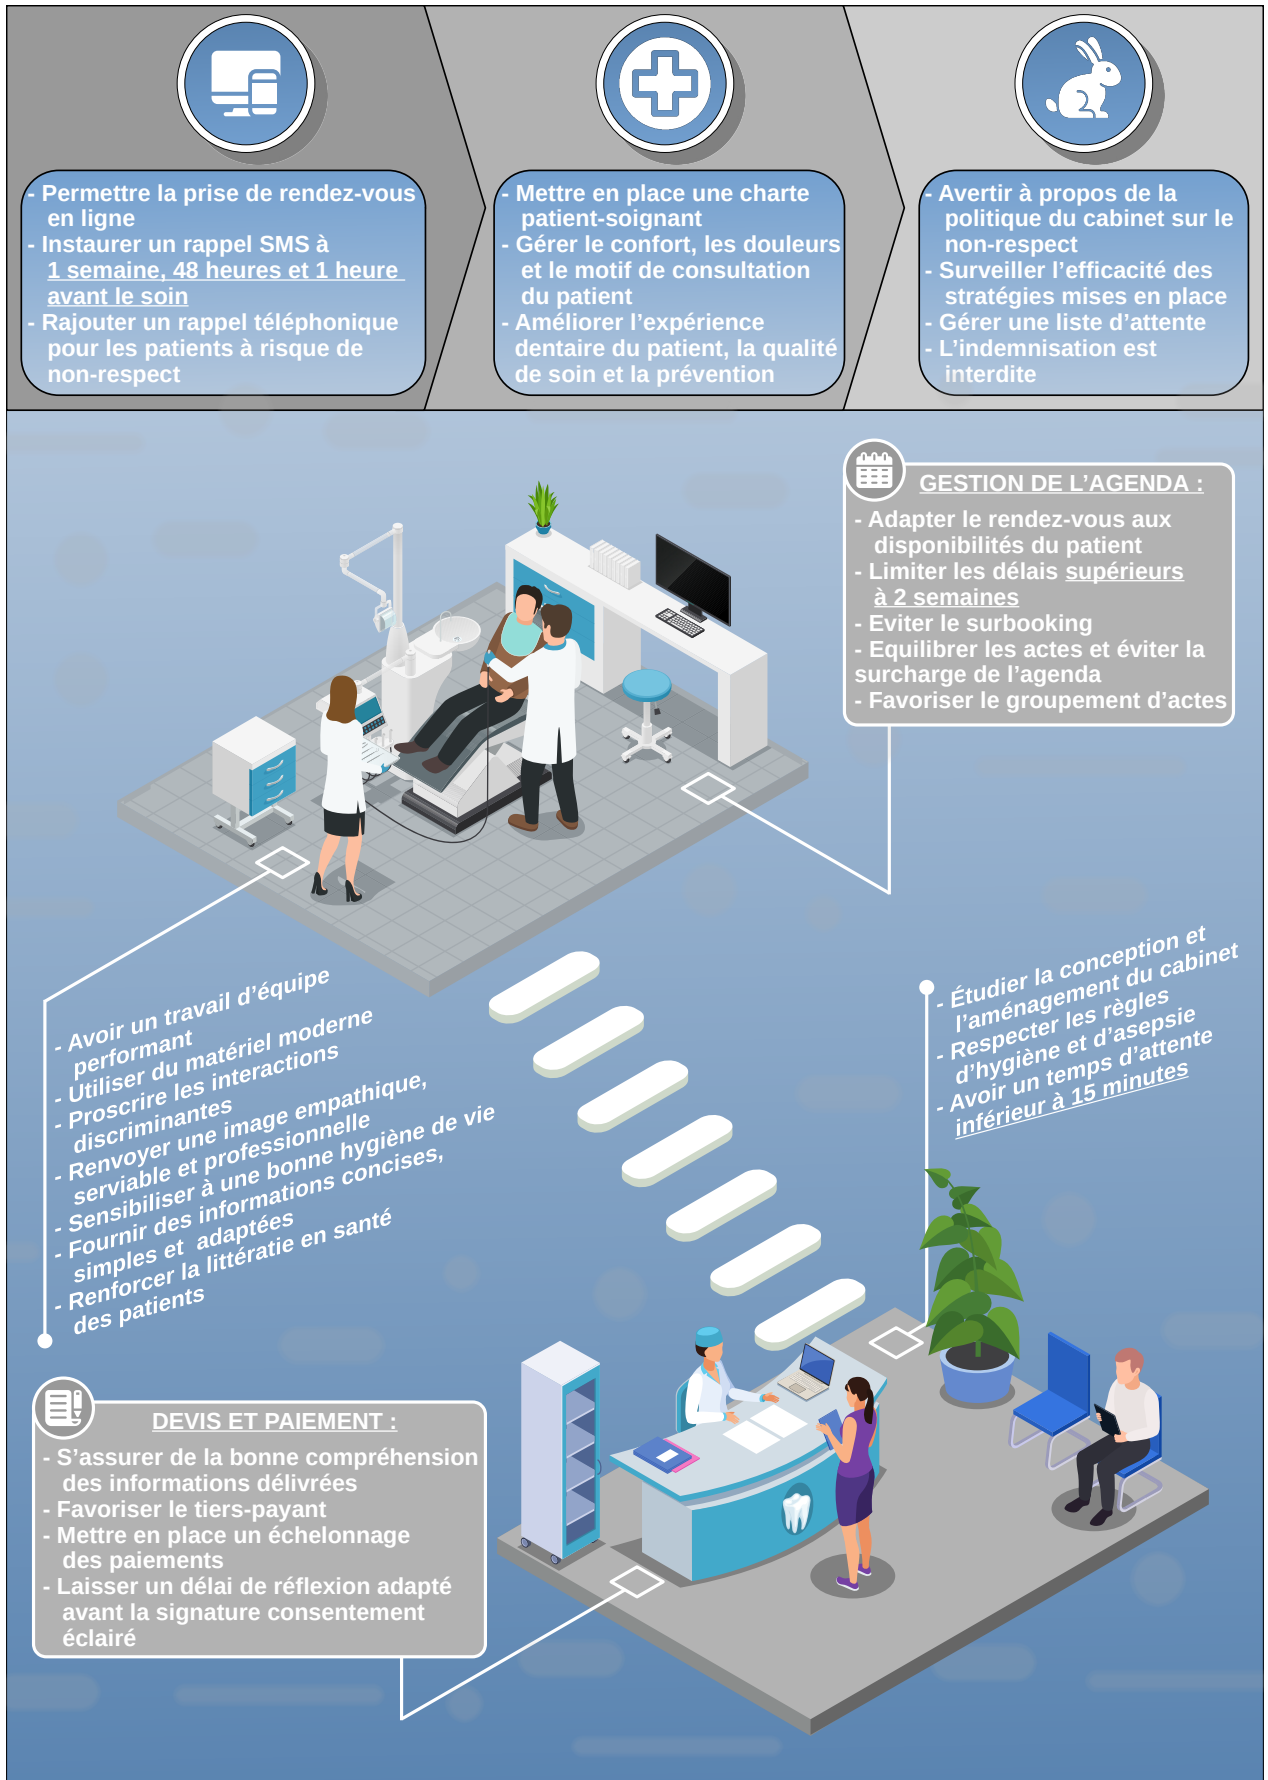 - Permettre la prise de rendez-vous
en ligne
- Instaurer un rappel SMS à
1 semaine, 48 heures et 1 heure
avant le soin
- Rajouter un rappel téléphonique
pour les patients à risque de
non-respect
- Mettre en place une charte
patient-soignant
- Gérer le confort, les douleurs
et le motif de consultation
du patient
- Améliorer l’expérience
dentaire du patient, la qualité
de soin et la prévention
- Avertir à propos de la
politique du cabinet sur le
non-respect
- Surveiller l’efficacité des
stratégies mises en place
- Gérer une liste d’attente
- L’indemnisation est
interdite
GESTION DE L’AGENDA :
- Adapter le rendez-vous aux
disponibilités du patient
- Limiter les délais supérieurs
à 2 semaines
- Eviter le surbooking
- Equilibrer les actes et éviter la
surcharge de l’agenda
- Favoriser le groupement d’actes
- Avoir un travail d’équipe
performant
- Utiliser du matériel moderne
- Proscrire les interactions
discriminantes
- Renvoyer une image empathique,
serviable et professionnelle
- Sensibiliser à une bonne hygiène de vie
- Fournir des informations concises,
simples et adaptées
- Renforcer la littératie en santé
des patients
- Étudier la conception et
l’aménagement du cabinet
- Respecter les règles
d’hygiène et d’asepsie
- Avoir un temps d’attente
inférieur à 15 minutes
DEVIS ET PAIEMENT :
- S’assurer de la bonne compréhension
des informations délivrées
- Favoriser le tiers-payant
- Mettre en place un échelonnage
des paiements
- Laisser un délai de réflexion adapté
avant la signature consentement
éclairé